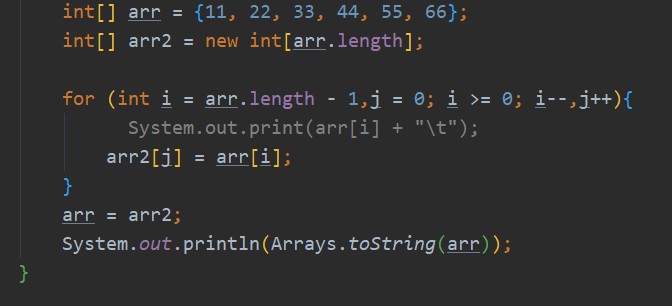 int[] arr = {11, 22, 33, 44, 55, 66};
int[] arr2 = new int[arr.length];
for (int i = arr.length - 1,j = 0; i >= 0; i--,j++){
System.out.print(arr[i] + "\t");
arr2[j] = arr[i];
}
arr = arr2;
System.out.println(Arrays.toString(arr));
}